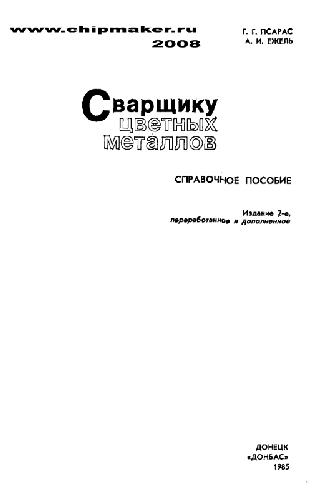 www.chipmaker.ru
2008
Г. Г. ПСАРАС
А. И. ЕЖЕЛЬ
Сварщику
цветных
металлов
СПРАВОЧНОЕ ПОСОБИЕ
Издание 2-е,
переработанное и дополненное
ДОНЕЦК
«ДОНБАС»
1985